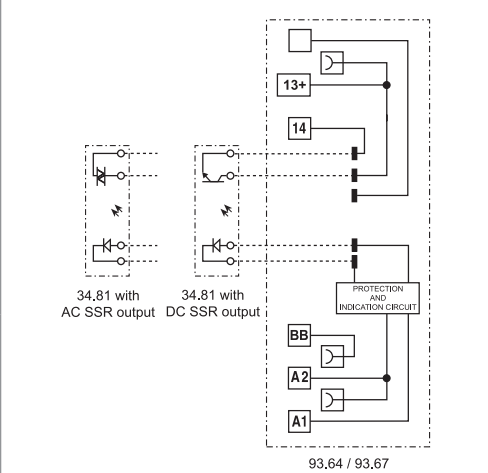 13+
14
34.81 with
AC SSR output
34.81 with
DC SSR output
PROTECTION
AND
INDICATION CIRCUIT
BB
A2
A1
93.64 / 93.67